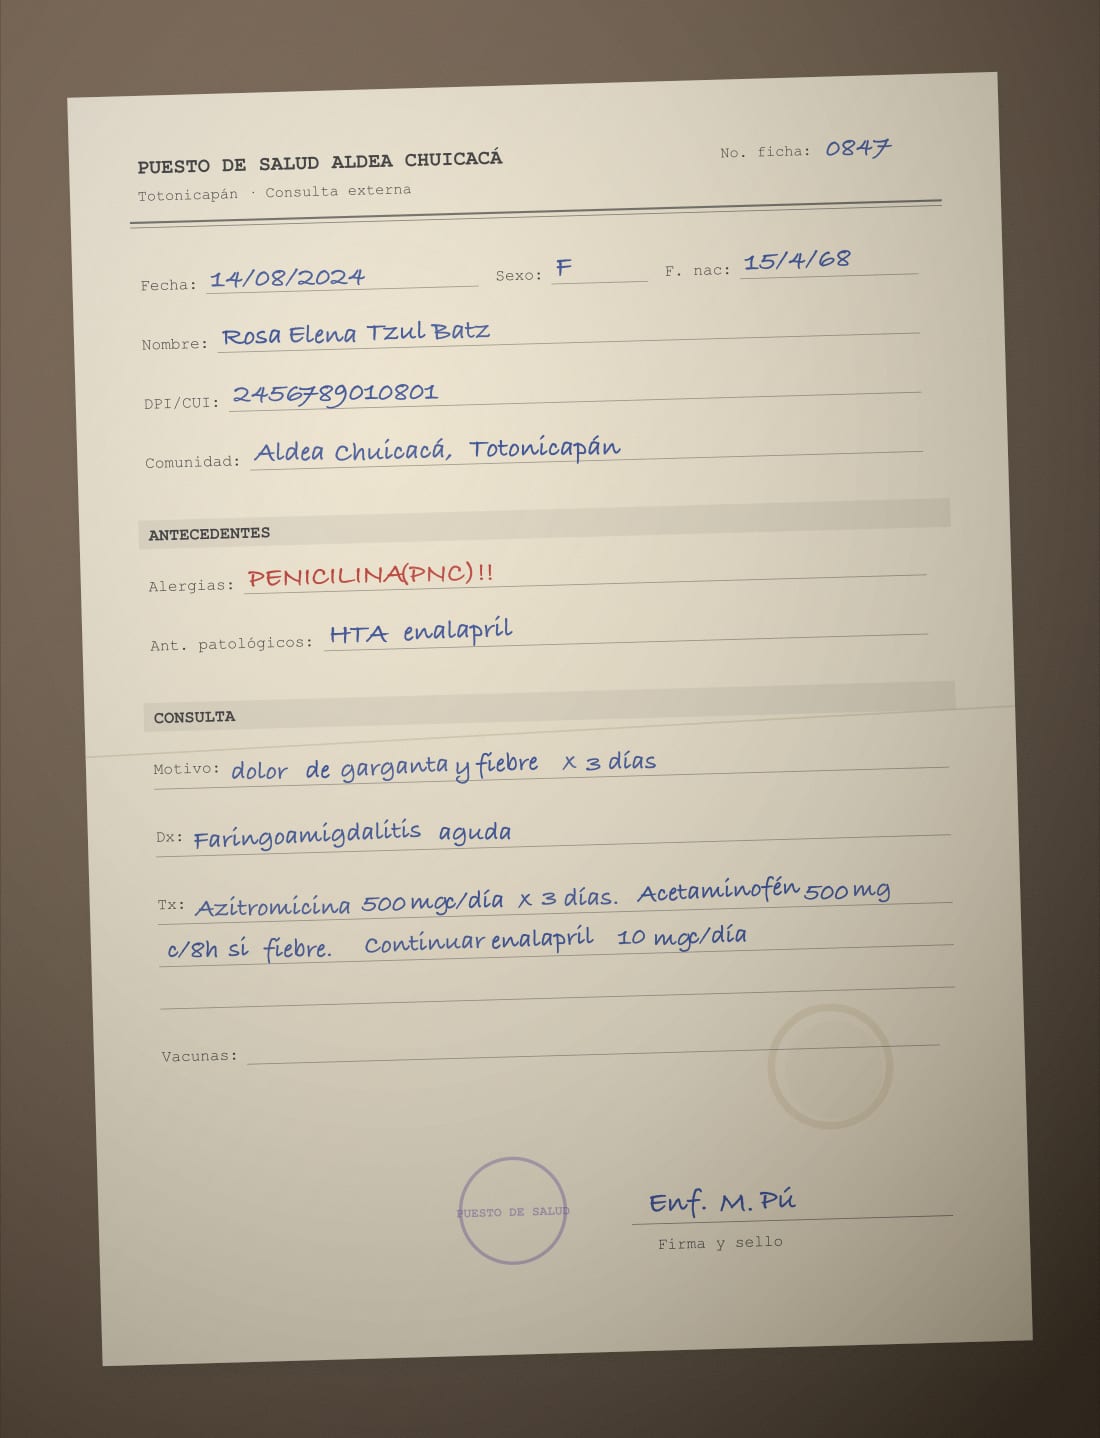 PUESTO DE SALUD ALDEA CHUICACÁ
No. ficha: 0847
Totonicapán · Consulta externa
Fecha: 14/08/2024 Sexo: F F. nac: 15/4/68
Nombre: Rosa Elena Tzul Batz
DPI/CUI: 2456789010801
Comunidad: Aldea Chuicacá, Totonicapán
ANTECEDENTES
Alergias: PENICILINA(PNC)!!
Ant. patológicos: HTA enalapril
CONSULTA
Motivo: dolor de garganta y fiebre x 3 días
Dx: Faringoamigdalitis aguda
Tx: Azitromicina 500 mg c/día x 3 días. Acetaminofén 500 mg
c/8h si fiebre. Continuar enalapril 10 mg c/día
Vacunas:
PUESTO DE SALUD
Enf. M. Pú
Firma y sello